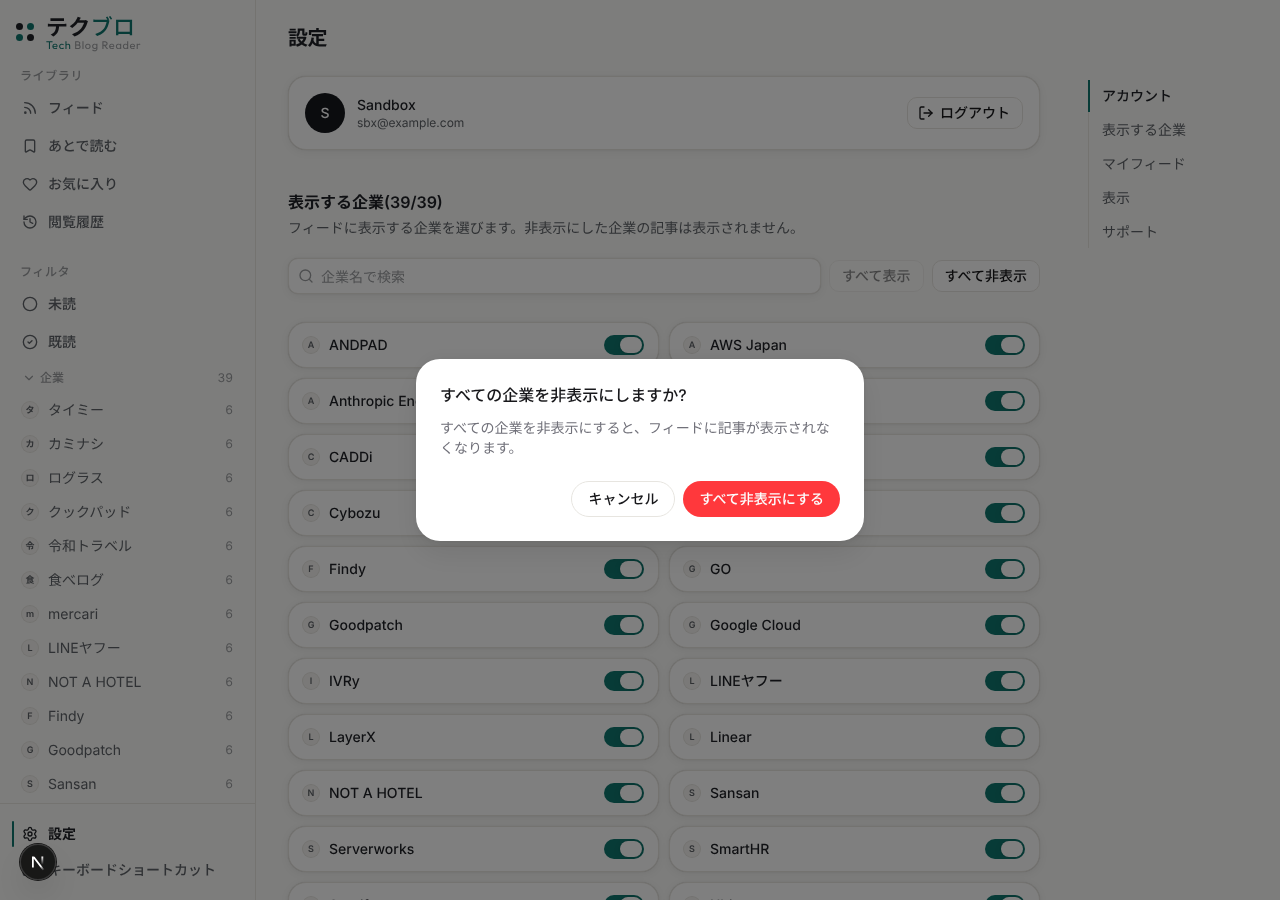 テクブロ
Tech Blog Reader
ライブラリ
フィード
あとで読む
お気に入り
閲覧履歴
フィルタ
未読
既読
企業 39
タ タイミー 6
カ カミナシ 6
ロ ログラス 6
ク クックパッド 6
令 令和トラベル 6
食 食べログ 6
m mercari 6
L LINEヤフー 6
N NOT A HOTEL 6
F Findy 6
G Goodpatch 6
S Sansan 6
設定
キーボードショートカット
N
設定
S
Sandbox
sbx@example.com
ログアウト
表示する企業(39/39)
フィードに表示する企業を選びます。非表示にした企業の記事は表示されません。
企業名で検索
すべて表示
すべて非表示
A ANDPAD
A AWS Japan
A Anthropic En
C CADDi
C Cybozu
すべての企業を非表示にしますか?
すべての企業を非表示にすると、フィードに記事が表示されな
くなります。
キャンセル
すべて非表示にする
F Findy
G GO
G Goodpatch
G Google Cloud
I IVRy
L LINEヤフー
L LayerX
L Linear
N NOT A HOTEL
S Sansan
S Serverworks
S SmartHR
アカウント
表示する企業
マイフィード
表示
サポート